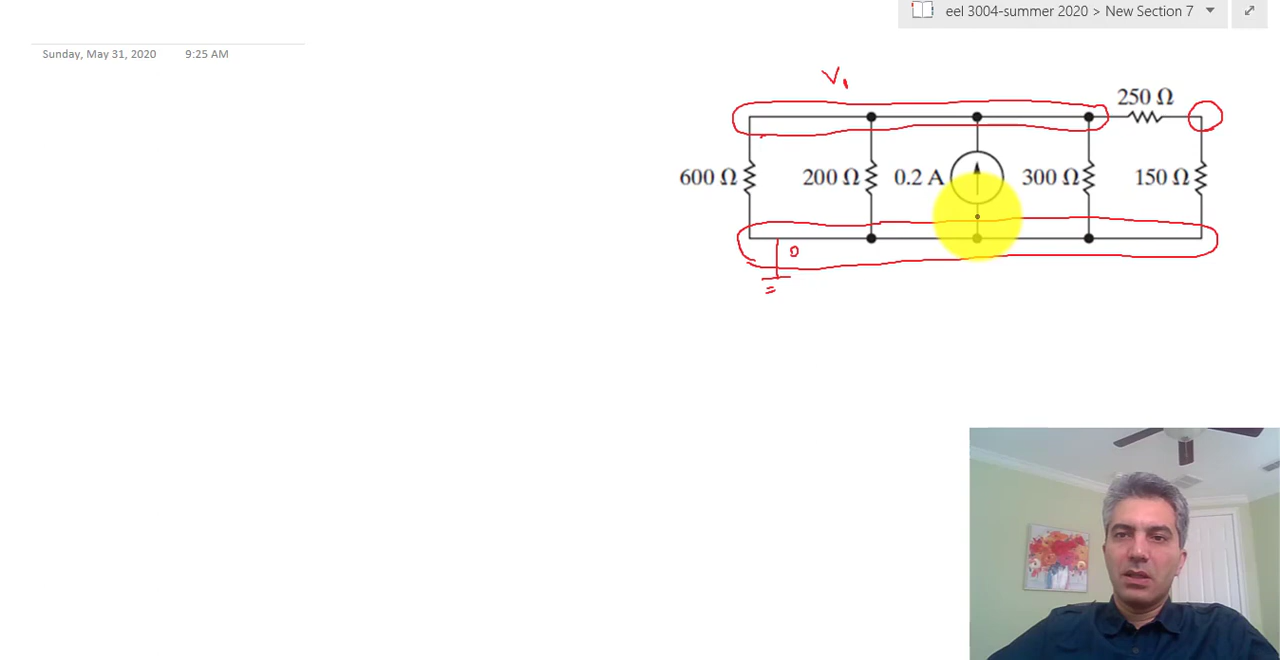 eel 3004-summer 2020 > New Section 7
Sunday, May 31, 2020 9:25 AM
V₁
250 Ω
600 Ω 200 Ω 0.2 A 300 Ω 150 Ω
0